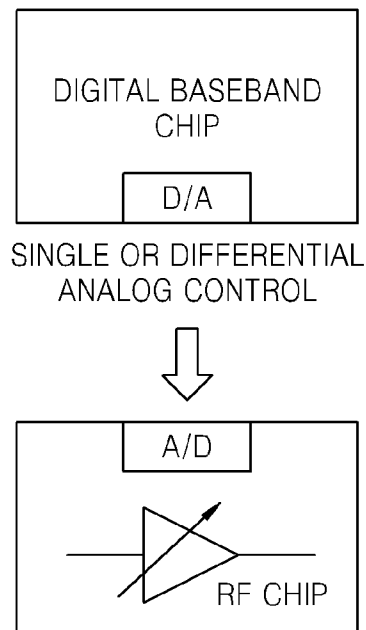 DIGITAL BASEBAND
CHIP
D/A
SINGLE OR DIFFERENTIAL
ANALOG CONTROL
A/D
RF CHIP